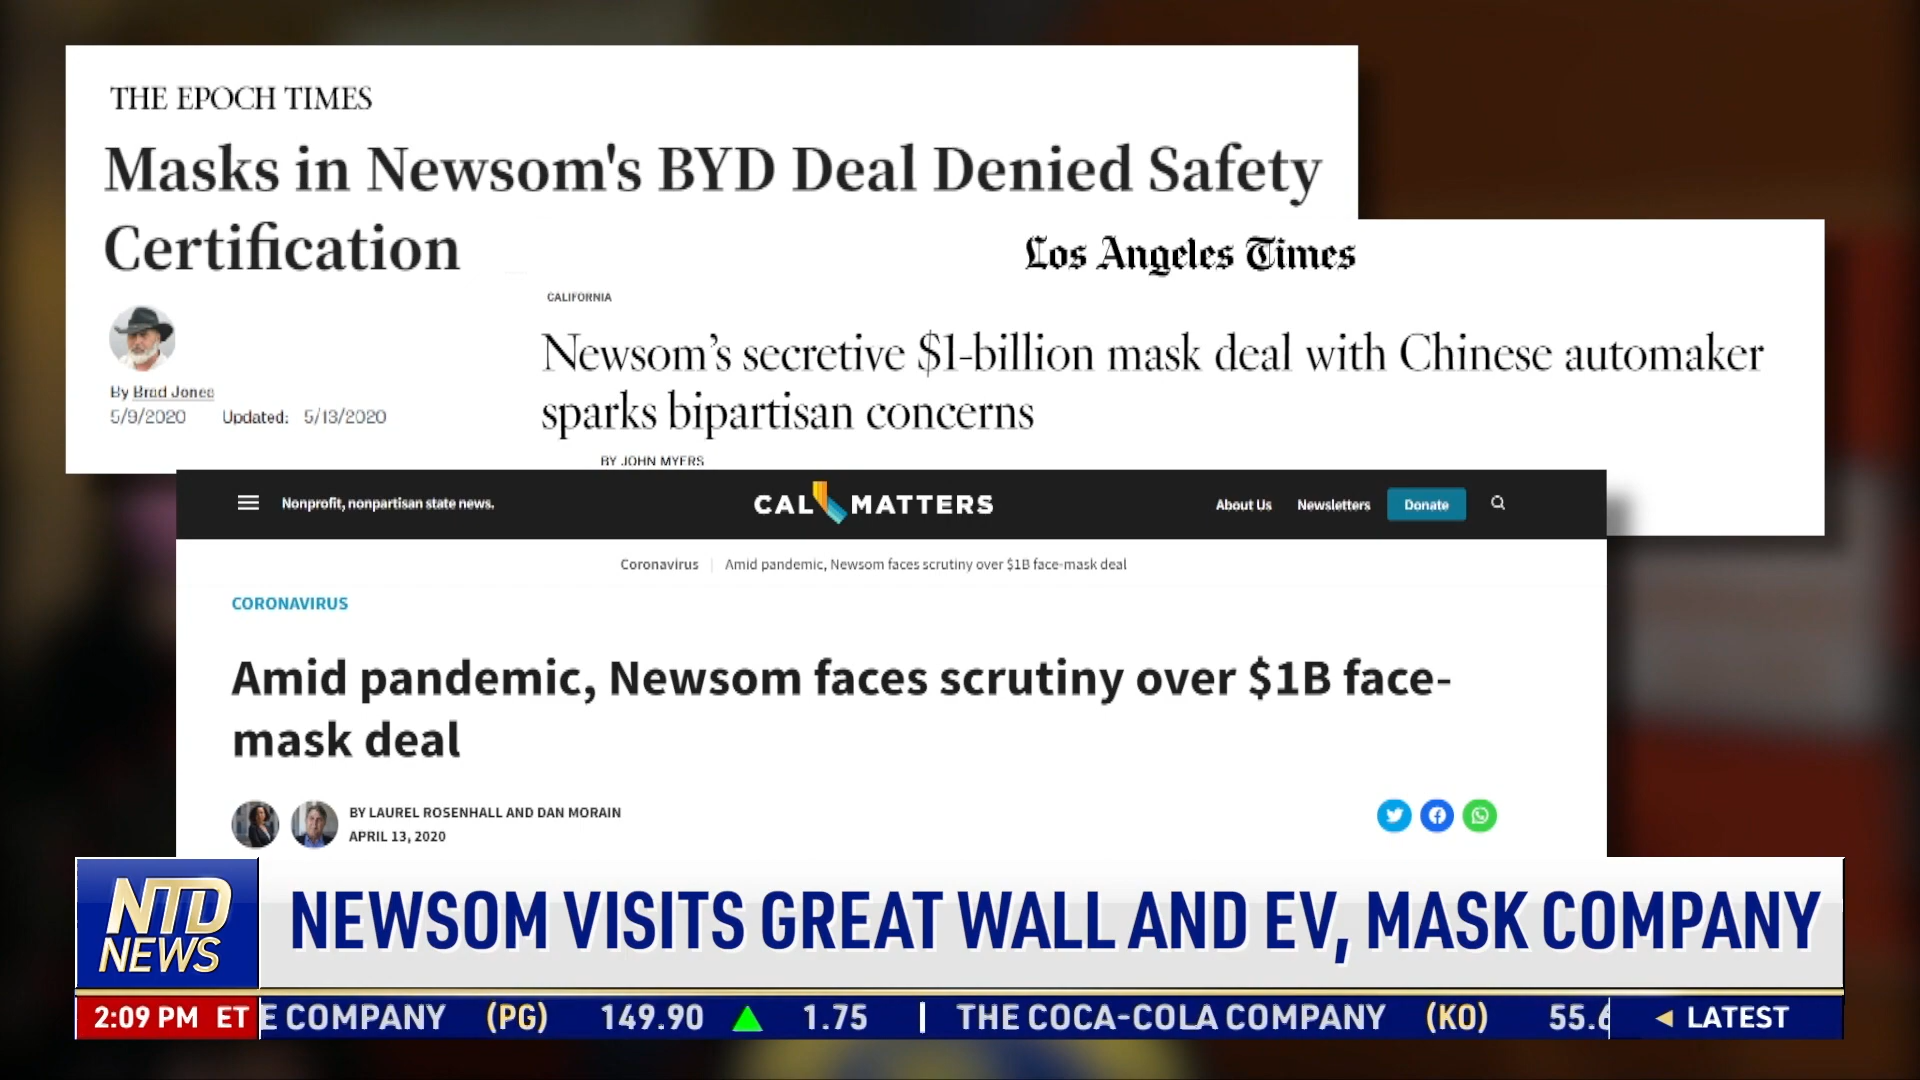 THE EPOCH TIMES
Masks in Newsom's BYD Deal Denied Safety
Certification
By Brad Jones
5/9/2020 Updated: 5/13/2020
Los Angeles Times
CALIFORNIA
Newsom’s secretive $1-billion mask deal with Chinese automaker
sparks bipartisan concerns
BY JOHN MYERS
Nonprofit, nonpartisan state news.
CAL MATTERS
About Us Newsletters Donate
Coronavirus | Amid pandemic, Newsom faces scrutiny over $1B face-mask deal
CORONAVIRUS
Amid pandemic, Newsom faces scrutiny over $1B face-
mask deal
BY LAUREL ROSENHALL AND DAN MORAIN
APRIL 13, 2020
NTD
NEWS
NEWSOM VISITS GREAT WALL AND EV, MASK COMPANY
2:09 PM ET E COMPANY (PG) 149.90 ▲ 1.75 | THE COCA-COLA COMPANY (KO) 55.6 ◄ LATEST